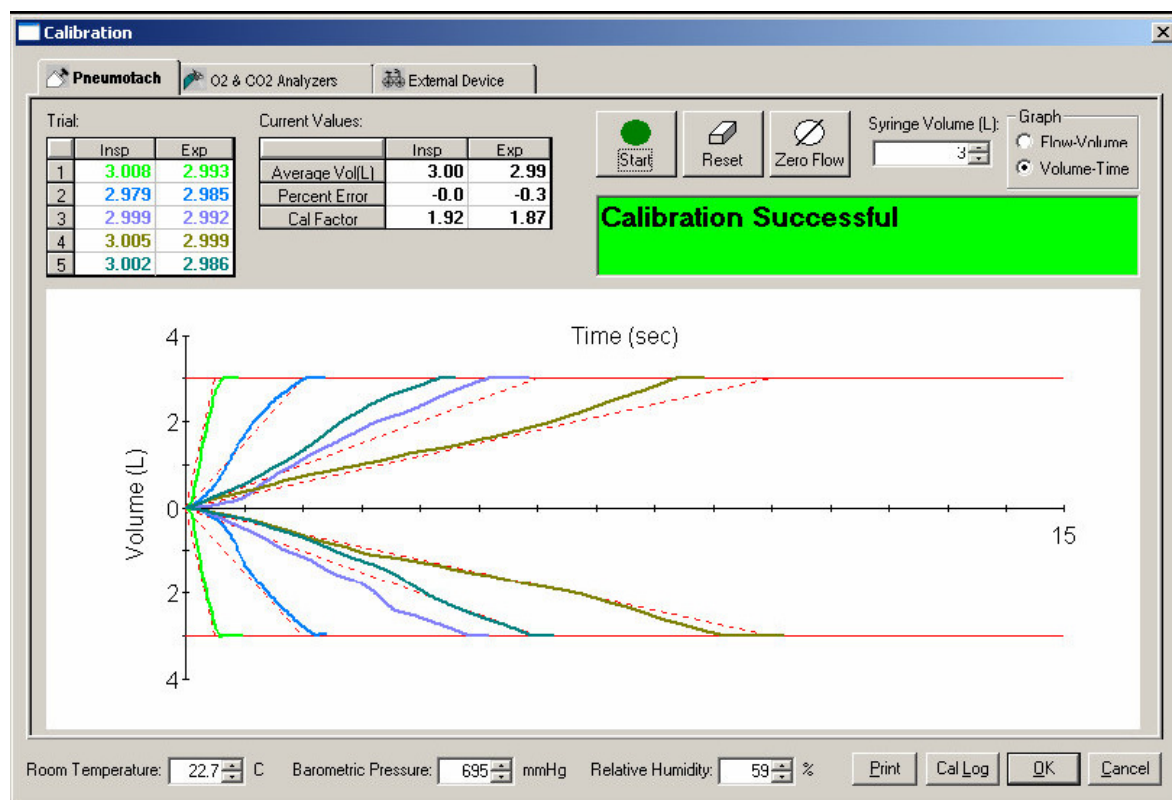 Calibration
Pneumotach O2 & CO2 Analyzers External Device
Trial:
Insp Exp
1 3.008 2.993
2 2.979 2.985
3 2.999 2.992
4 3.005 2.999
5 3.002 2.986
Current Values:
Insp Exp
Average Vol(L) 3.00 2.99
Percent Error -0.0 -0.3
Cal Factor 1.92 1.87
Start Reset Zero Flow
Syringe Volume (L): 3
Graph
Flow-Volume
Volume-Time
Calibration Successful
Time (sec)
Volume (L)
4
2
0
2
4
15
Room Temperature: 22.7 C Barometric Pressure: 695 mmHg Relative Humidity: 59 % Print Cal Log OK Cancel